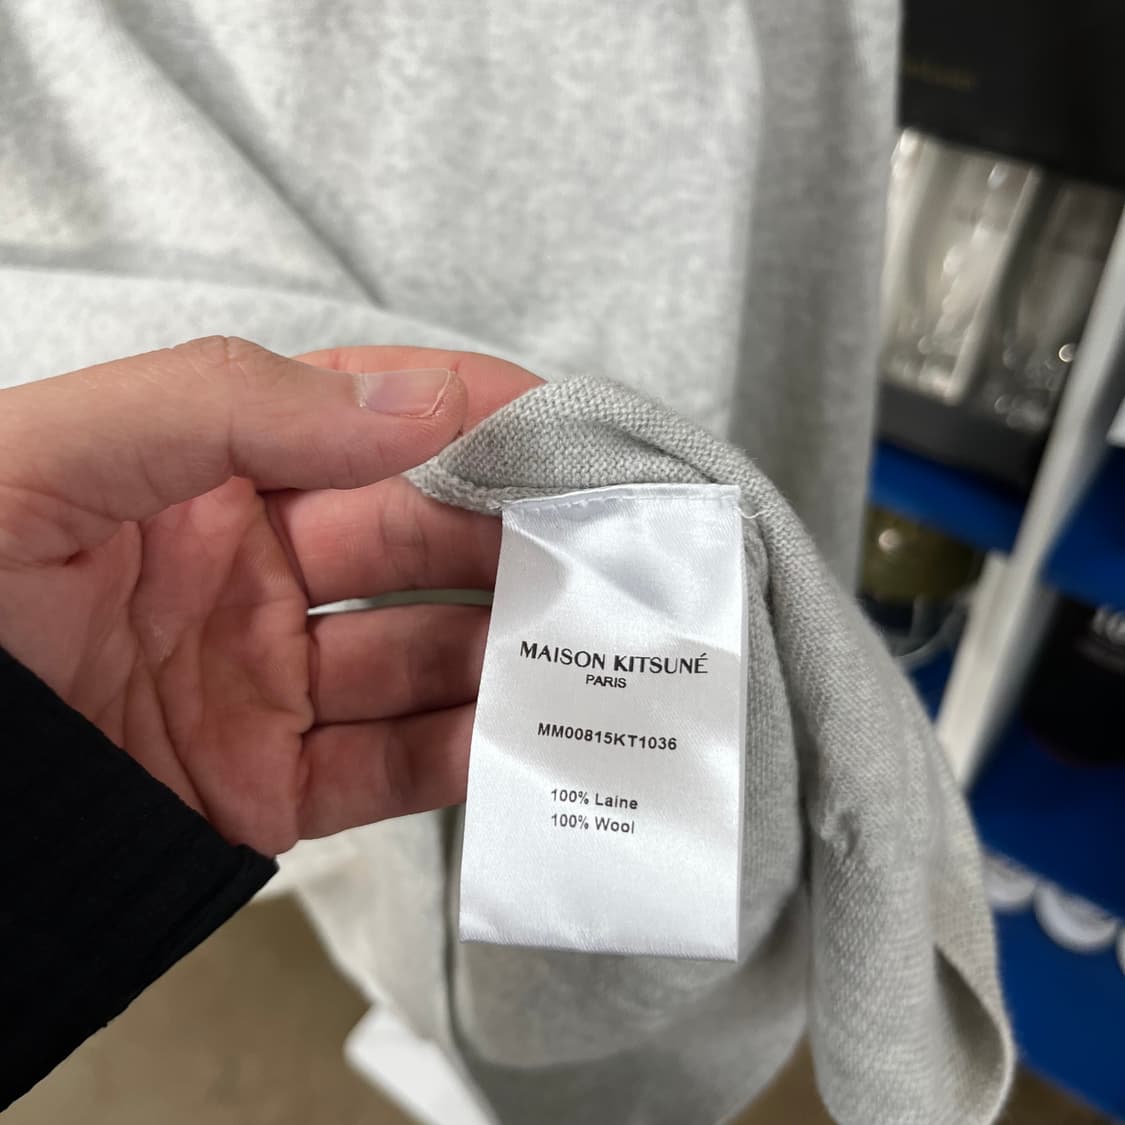 MAISON KITSUNÉ
PARIS
MM00815KT1036
100% Laine
100% Wool